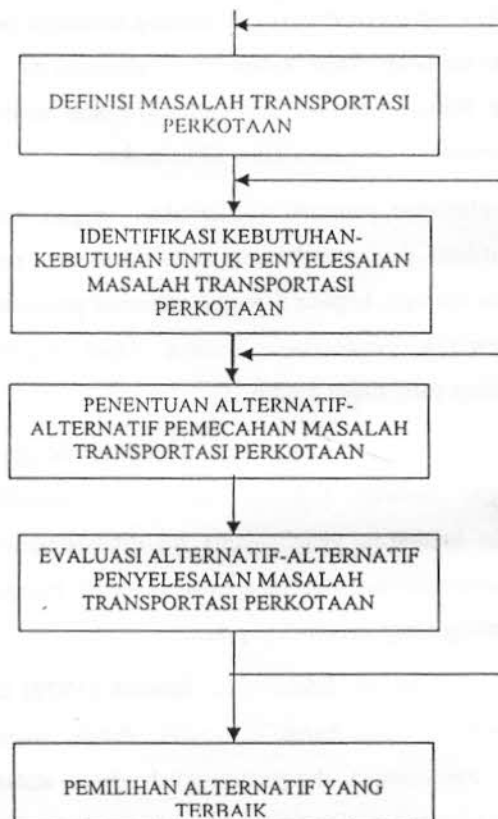 DEFINISI MASALAH TRANSPORTASI
PERKOTAAN
IDENTIFIKASI KEBUTUHAN-
KEBUTUHAN UNTUK PENYELESAIAN
MASALAH TRANSPORTASI
PERKOTAAN
PENENTUAN ALTERNATIF-
ALTERNATIF PEMECAHAN MASALAH
TRANSPORTASI PERKOTAAN
EVALUASI ALTERNATIF-ALTERNATIF
PENYELESAIAN MASALAH
TRANSPORTASI PERKOTAAN
PEMILIHAN ALTERNATIF YANG
TERBAIK